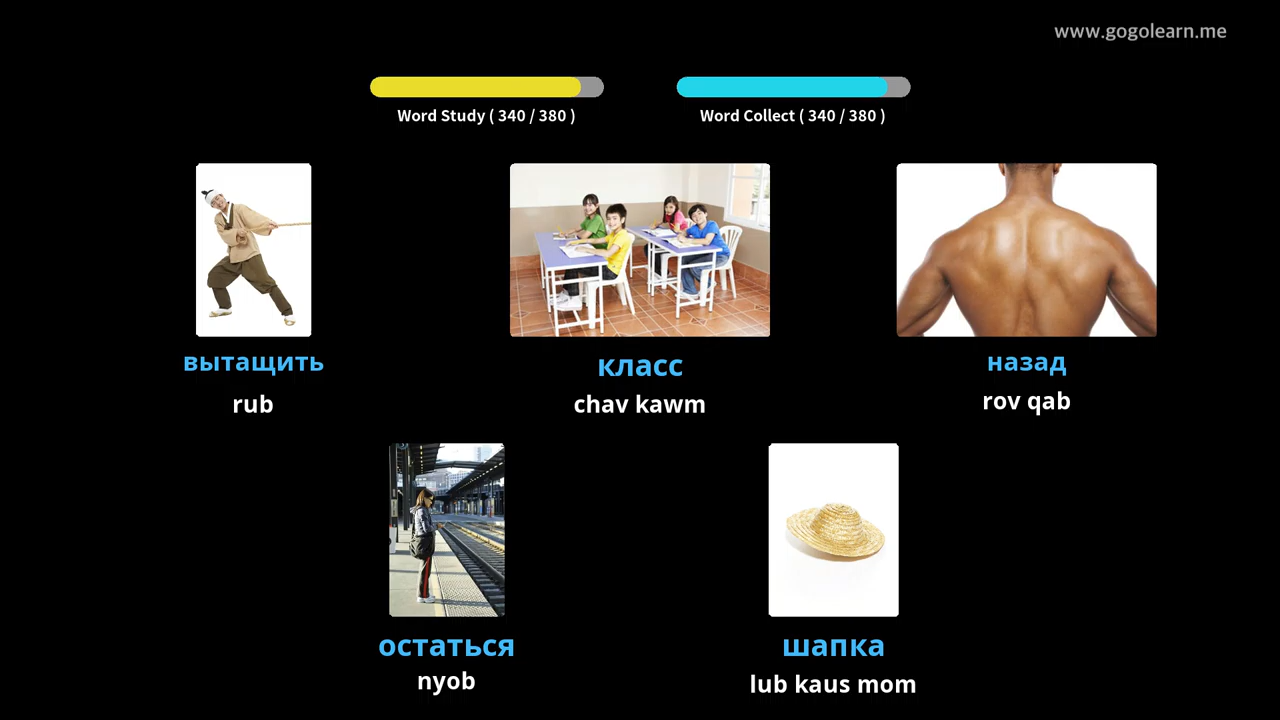 www.gogolearn.me
Word Study ( 340 / 380 )
Word Collect ( 340 / 380 )
вытащить
rub
класс
chav kawm
назад
rov qab
остаться
nyob
шапка
lub kaus mom